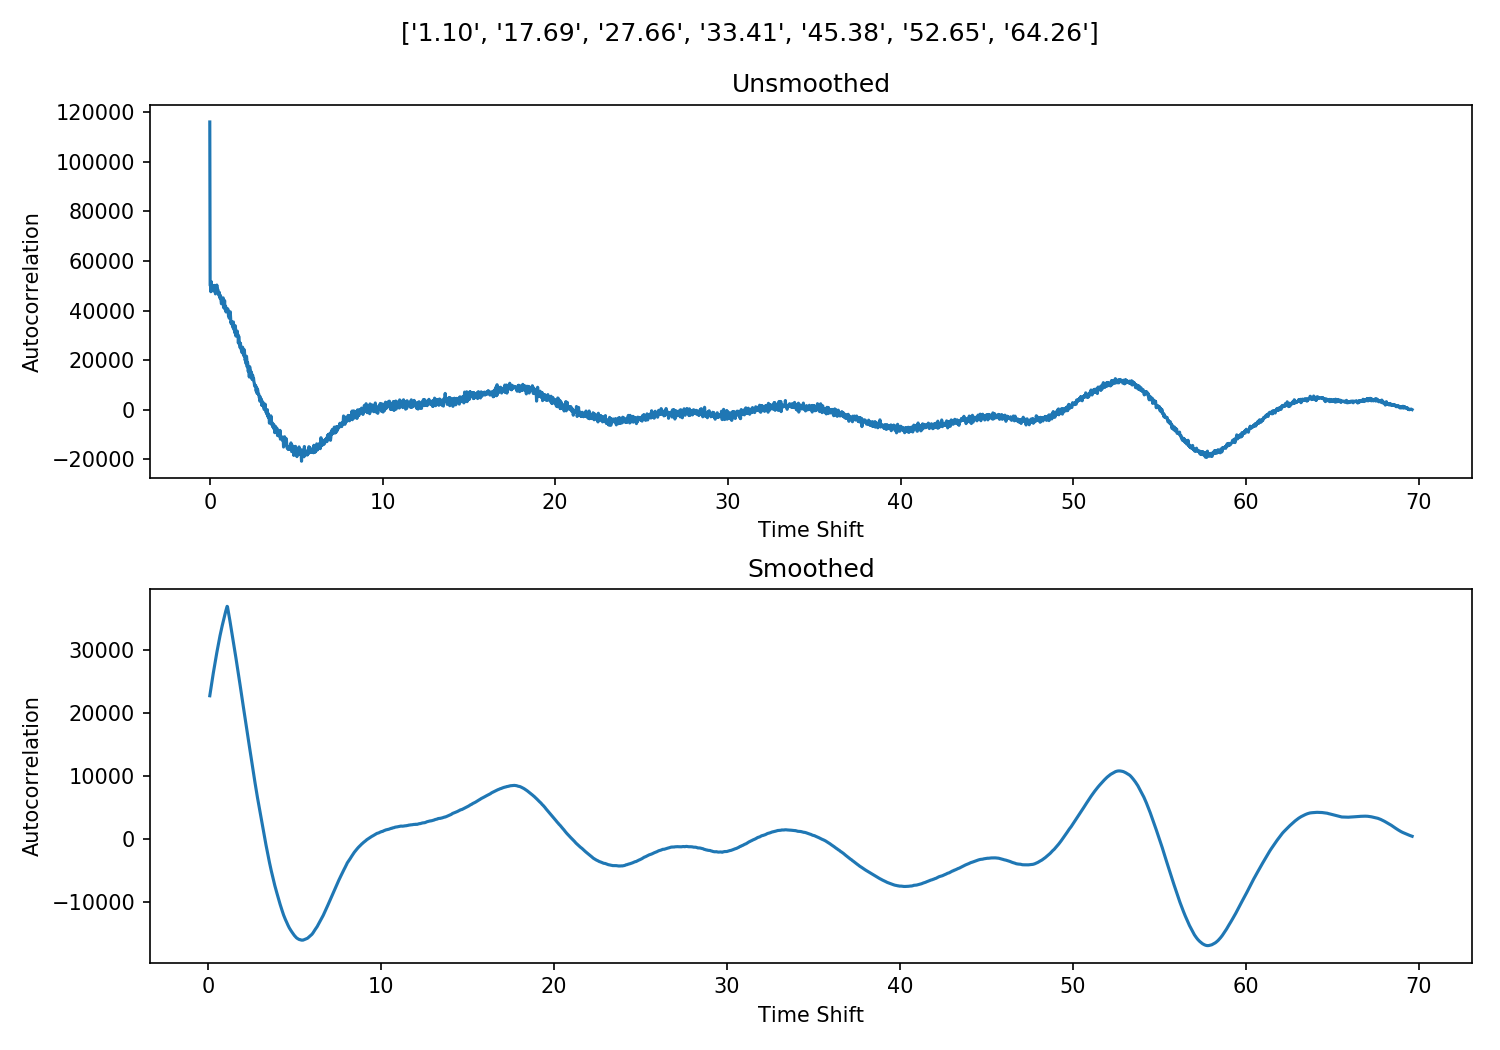 ['1.10', '17.69', '27.66', '33.41', '45.38', '52.65', '64.26']
Unsmoothed
120000
100000
80000
60000
40000
20000
0
−20000
Autocorrelation
0 10 20 30 40 50 60 70
Time Shift
Smoothed
30000
20000
10000
0
−10000
Autocorrelation
0 10 20 30 40 50 60 70
Time Shift